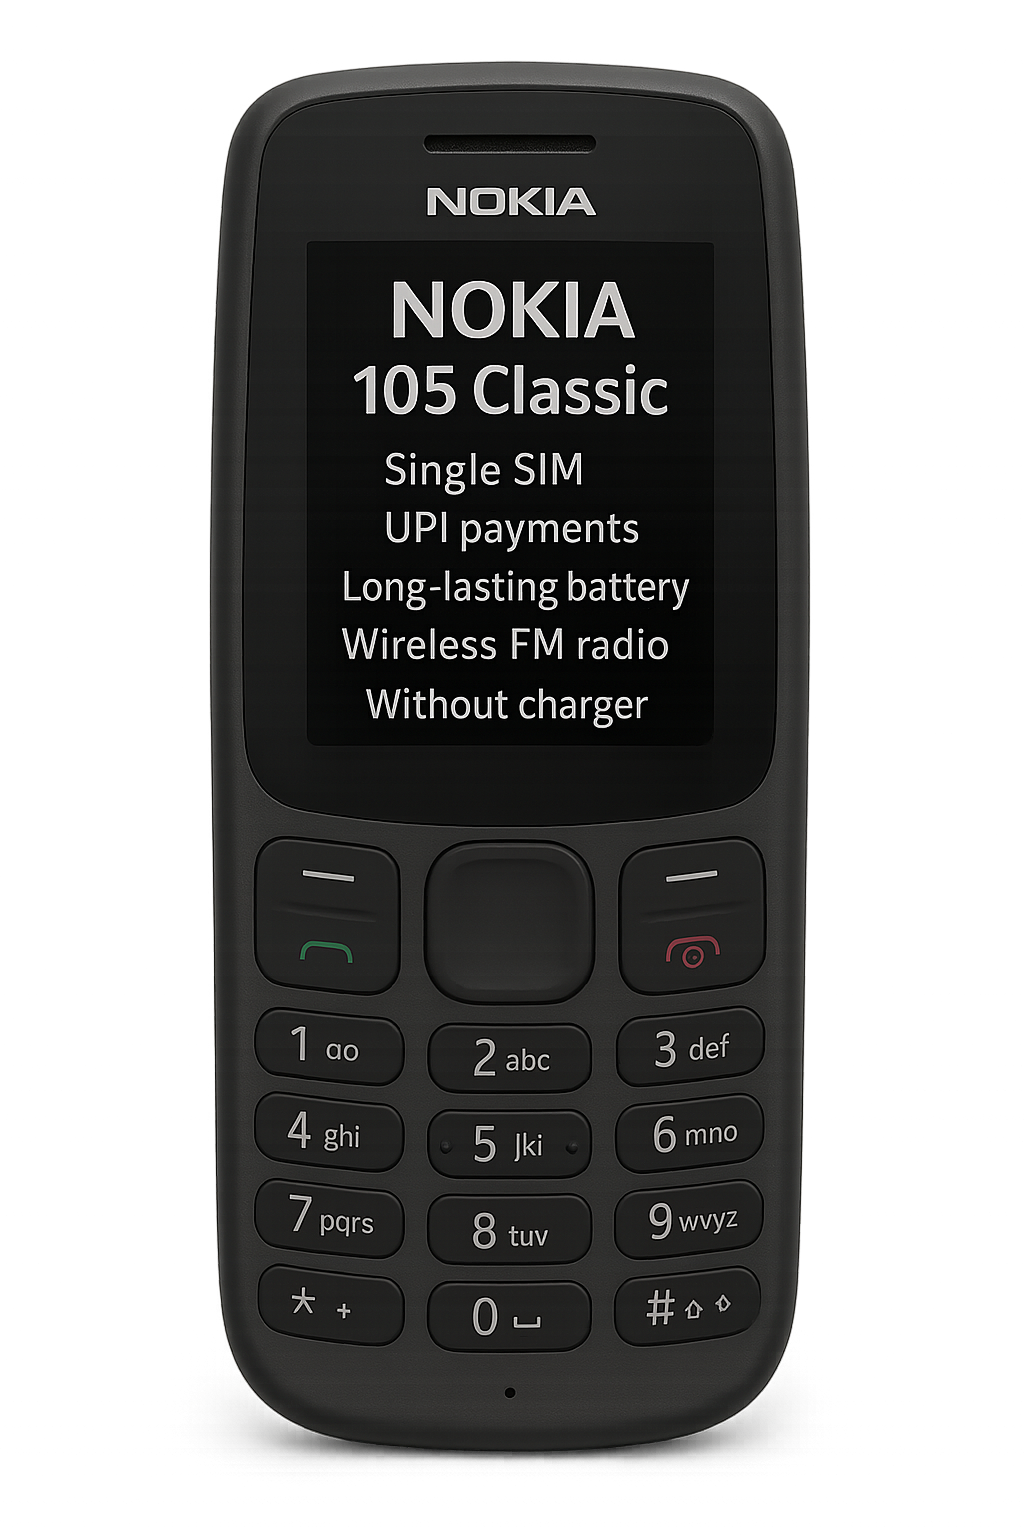 NOKIA
NOKIA
105 Classic
Single SIM
UPI payments
Long-lasting battery
Wireless FM radio
Without charger
1 ao
2 abc
3 def
4 ghi
5 Jki
6 mno
7 pqrs
8 tuv
9 wvyz
* +
0
#